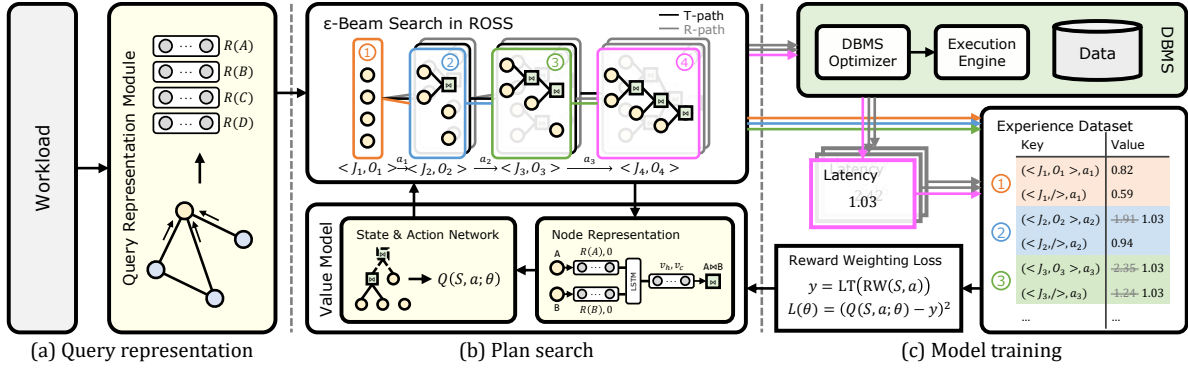 Workload
Query Representation Module
··· R(A)
··· R(B)
··· R(C)
··· R(D)
(a) Query representation
ε-Beam Search in ROSS
T-path
R-path
1
2
3
4
< J₁, O₁ > a₁→ < J₂, O₂ > a₂→ < J₃, O₃ > a₃→ < J₄, O₄ >
Value Model
State & Action Network
⋈
⋈
Q(S, a; θ)
Node Representation
A
R(A), 0
···
B
···
R(B), 0
LSTM
vₕ, v꜀
···
A⋈B
⋈
(b) Plan search
DBMS
DBMS
Optimizer
Execution
Engine
Data
Latency
1.03
Experience Dataset
Key Value
1
(< J₁, O₁ >, a₁) 0.82
(< J₁,/>, a₁) 0.59
2
(< J₂, O₂ >, a₂) 1.91 1.03
(< J₂,/>, a₂) 0.94
3
(< J₃, O₃ >, a₃) 2.35 1.03
(< J₃,/>, a₃) 1.24 1.03
... ...
Reward Weighting Loss
y = LT(RW(S, a))
L(θ) = (Q(S, a; θ) − y)²
(c) Model training